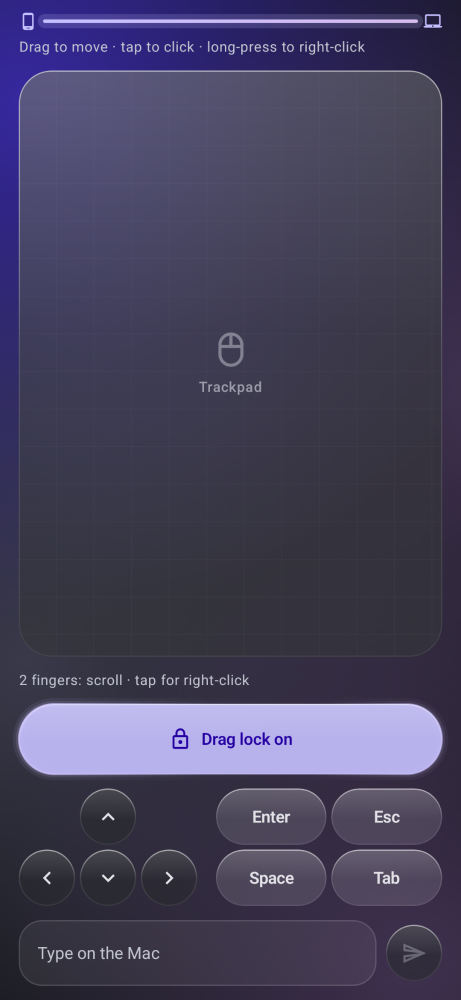 Drag to move · tap to click · long-press to right-click
Trackpad
2 fingers: scroll · tap for right-click
Drag lock on
Enter
Esc
Space
Tab
Type on the Mac